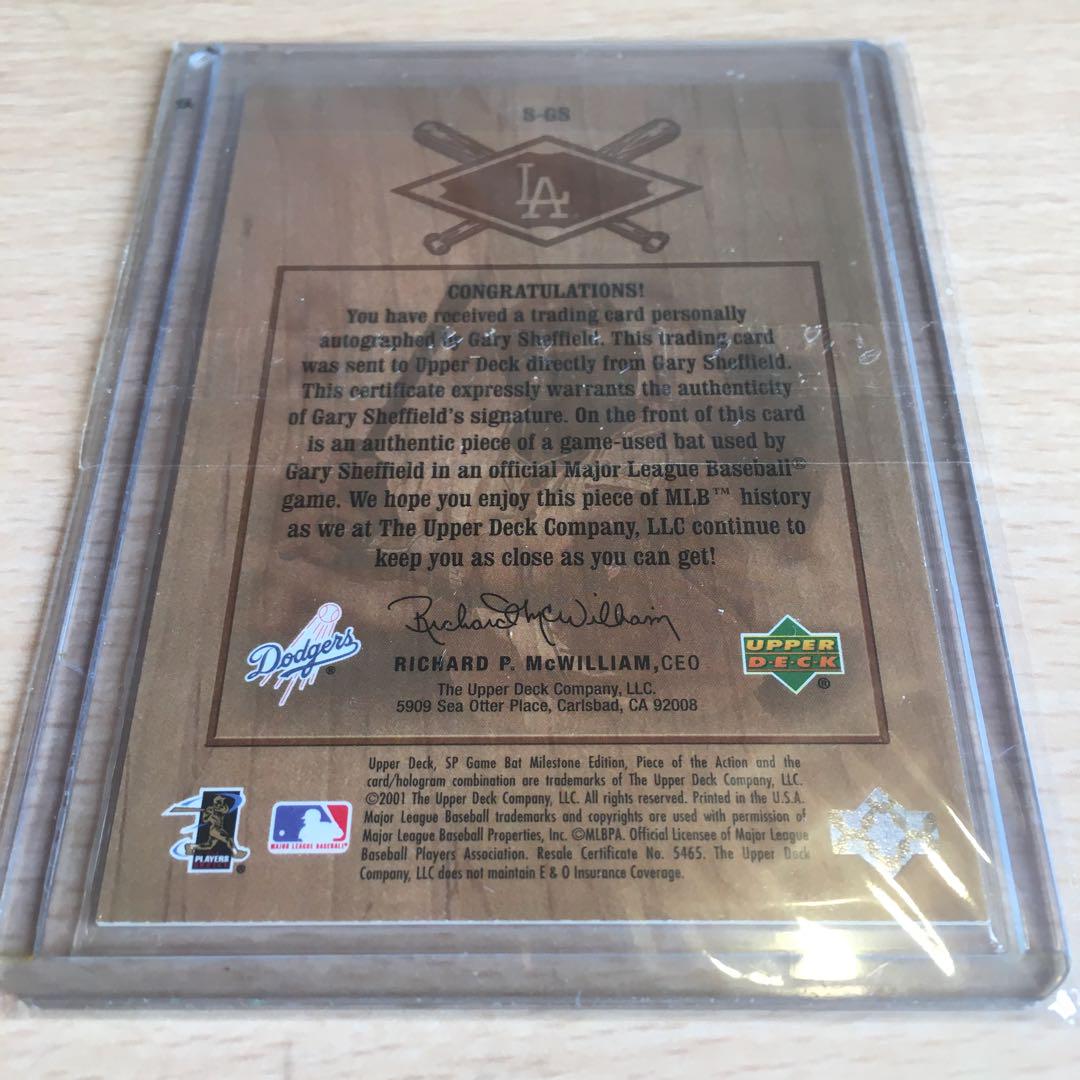 S-GS
LA
CONGRATULATIONS!
You have received a trading card personally
autographed by Gary Sheffield. This trading card
was sent to Upper Deck directly from Gary Sheffield.
This certificate expressly warrants the authenticity
of Gary Sheffield's signature. On the front of this card
is an authentic piece of a game-used bat used by
Gary Sheffield in an official Major League Baseball®
game. We hope you enjoy this piece of MLB™ history
as we at The Upper Deck Company, LLC continue to
keep you as close as you can get!
Richard McWilliam
Dodgers®
RICHARD P. McWILLIAM, CEO
UPPER
D·E·C·K®
The Upper Deck Company, LLC.
5909 Sea Otter Place, Carlsbad, CA 92008
Upper Deck, SP Game Bat Milestone Edition, Piece of the Action and the
card/hologram combination are trademarks of The Upper Deck Company, LLC.
©2001 The Upper Deck Company, LLC. All rights reserved. Printed in the U.S.A.
Major League Baseball trademarks and copyrights are used with permission of
Major League Baseball Properties, Inc. ©MLBPA. Official Licensee of Major League
Baseball Players Association. Resale Certificate No. 5465. The Upper Deck
Company, LLC does not maintain E & O Insurance Coverage.
PLAYERS
MAJOR LEAGUE BASEBALL